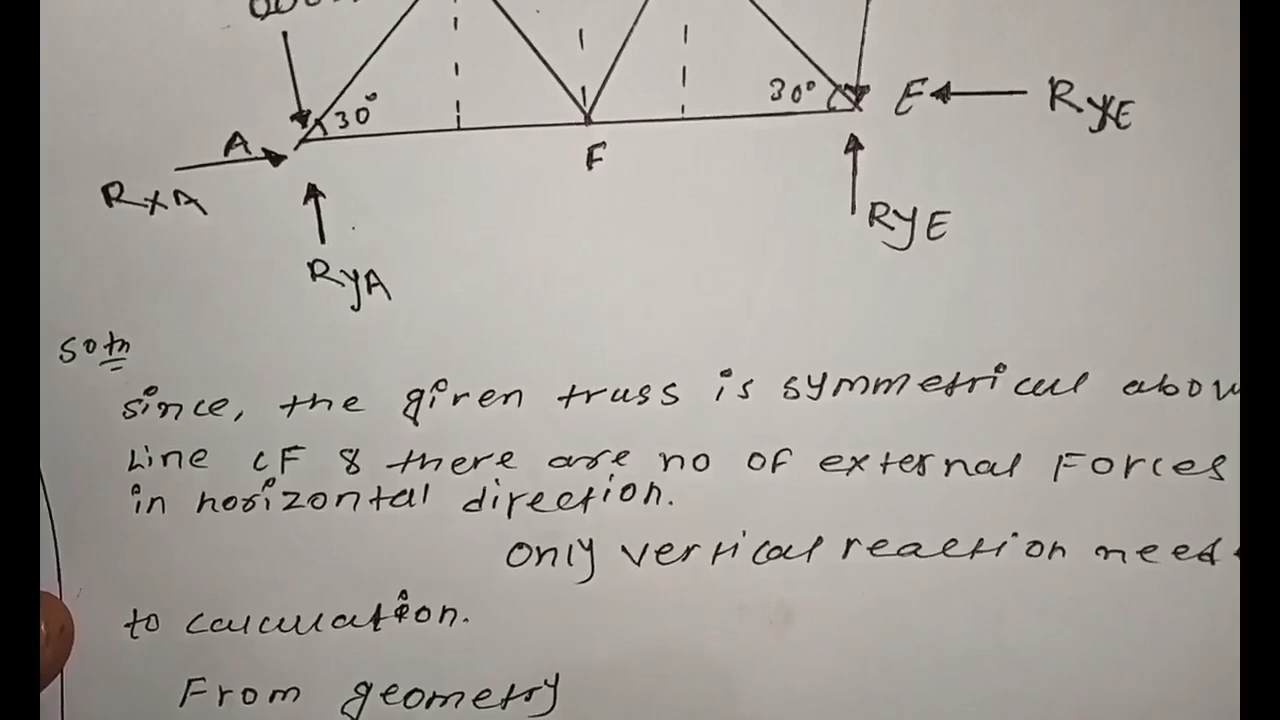 30° 30° E RyE
A
RxA F
RyE
RyA
Soln
since, the given truss is symmetrical
Line CF & there are no of external Forces
in horizontal direction.
only vertical reaction need
to calculation.
From geometry